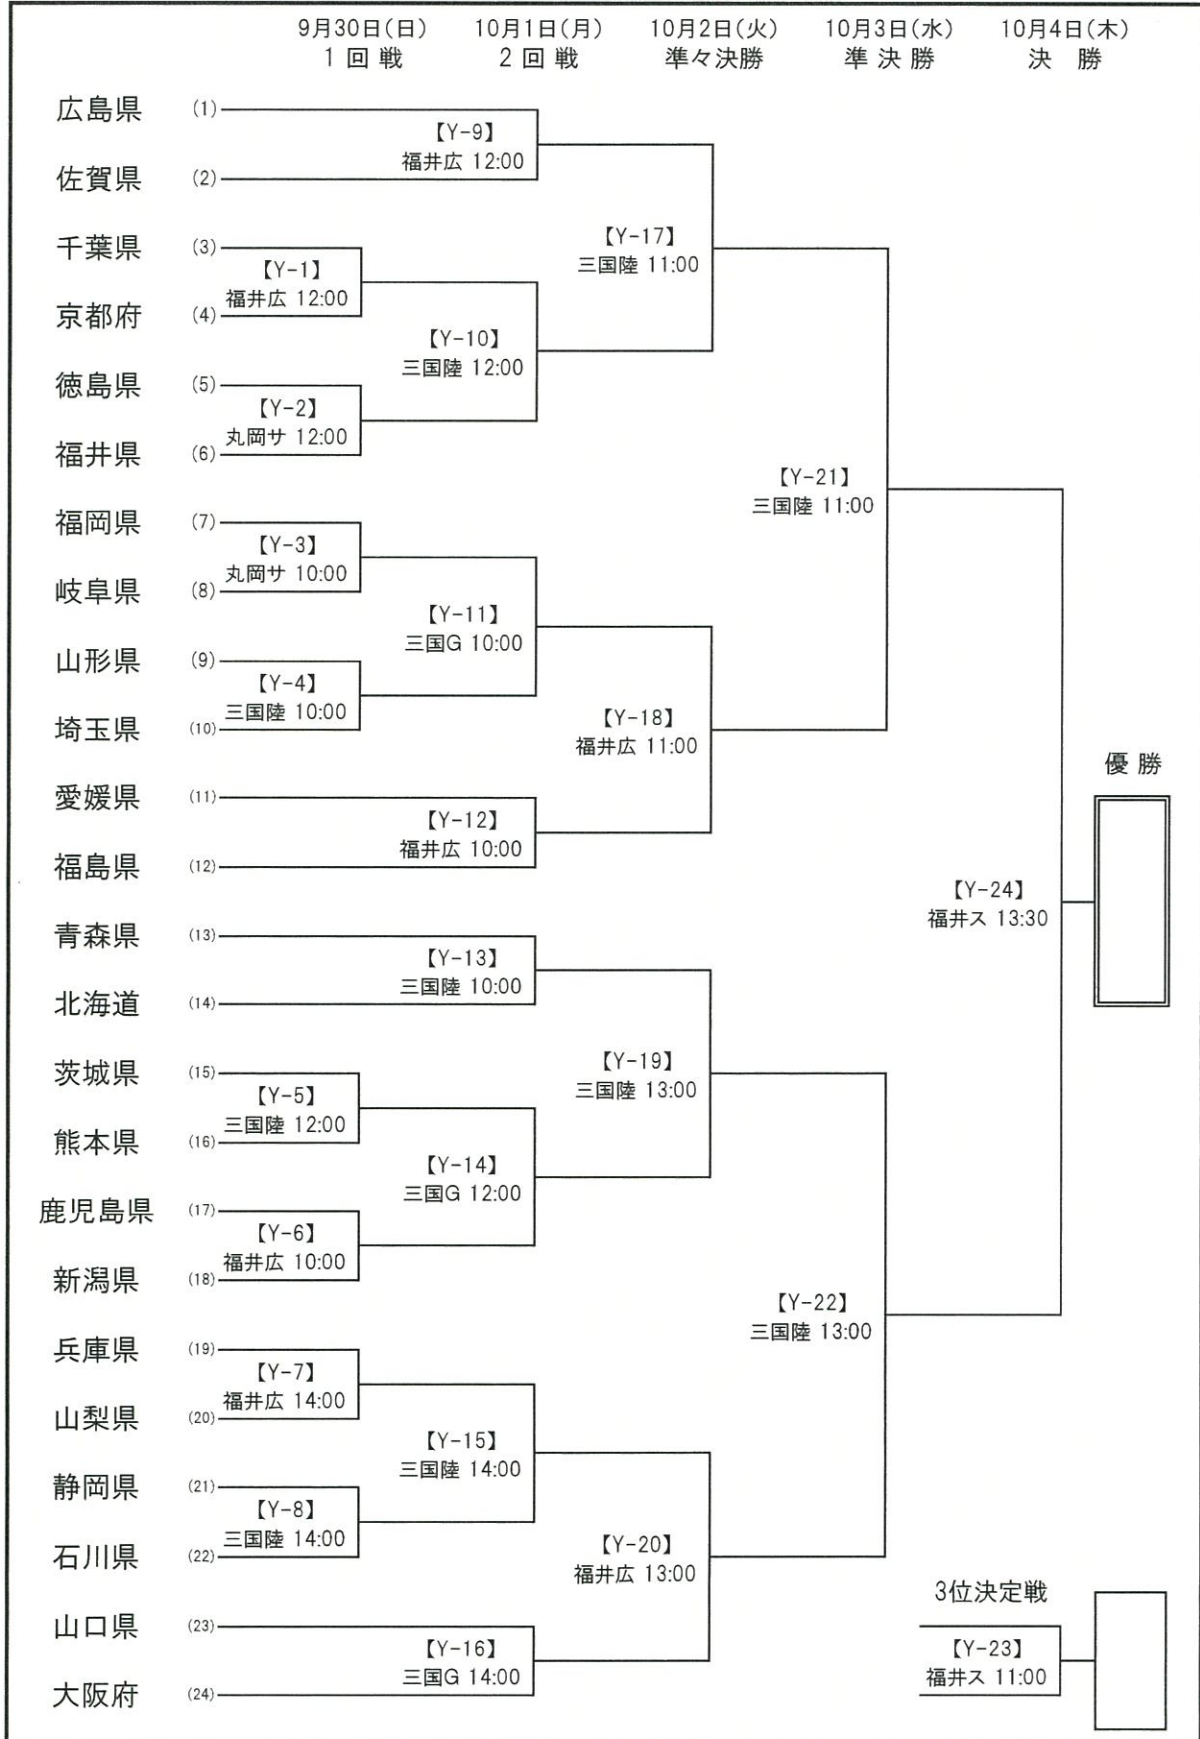 9月30日(日) 10月1日(月) 10月2日(火) 10月3日(水) 10月4日(木)
1 回 戦 2 回 戦 準々決勝 準 決 勝 決 勝
広島県 (1)
【Y-9】
福井広 12:00
佐賀県 (2)
【Y-17】
三国陸 11:00
千葉県 (3)
【Y-1】
福井広 12:00
京都府 (4)
【Y-10】
三国陸 12:00
徳島県 (5)
【Y-2】
丸岡サ 12:00
福井県 (6)
【Y-21】
三国陸 11:00
福岡県 (7)
【Y-3】
丸岡サ 10:00
岐阜県 (8)
【Y-11】
三国G 10:00
山形県 (9)
【Y-4】
三国陸 10:00
埼玉県 (10)
【Y-18】
福井広 11:00
優 勝
愛媛県 (11)
【Y-12】
福井広 10:00
福島県 (12)
【Y-24】
福井ス 13:30
青森県 (13)
【Y-13】
三国陸 10:00
北海道 (14)
【Y-19】
三国陸 13:00
茨城県 (15)
【Y-5】
三国陸 12:00
熊本県 (16)
【Y-14】
三国G 12:00
鹿児島県 (17)
【Y-6】
福井広 10:00
新潟県 (18)
【Y-22】
三国陸 13:00
兵庫県 (19)
【Y-7】
福井広 14:00
山梨県 (20)
【Y-15】
三国陸 14:00
静岡県 (21)
【Y-8】
三国陸 14:00
石川県 (22)
【Y-20】
福井広 13:00
3位決定戦
山口県 (23)
【Y-16】
三国G 14:00
【Y-23】
福井ス 11:00
大阪府 (24)